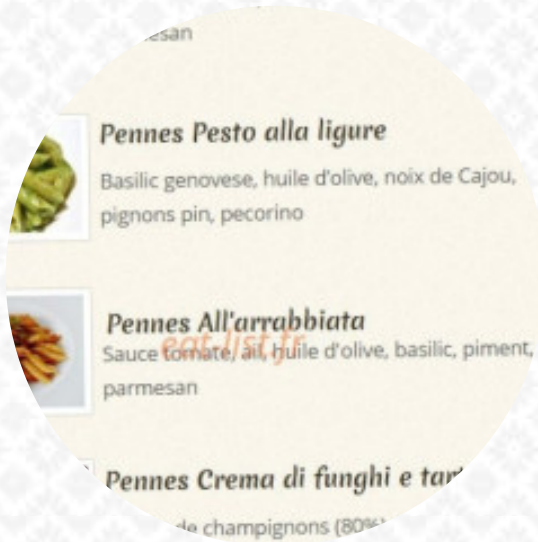 Pennes Pesto alla ligure
Basilic genovese, huile d'olive, noix de Cajou,
pignons pin, pecorino
Pennes All'arrabbiata
eat-list.fr
Sauce tomate, ail, huile d'olive, basilic, piment,
parmesan
Pennes Crema di funghi e
de champignons (80%)